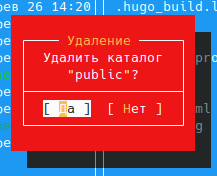 ев 26 14:20 .hugo_build.l
Удаление
Удалить каталог
"public"?
[ Да ] [ Нет ]